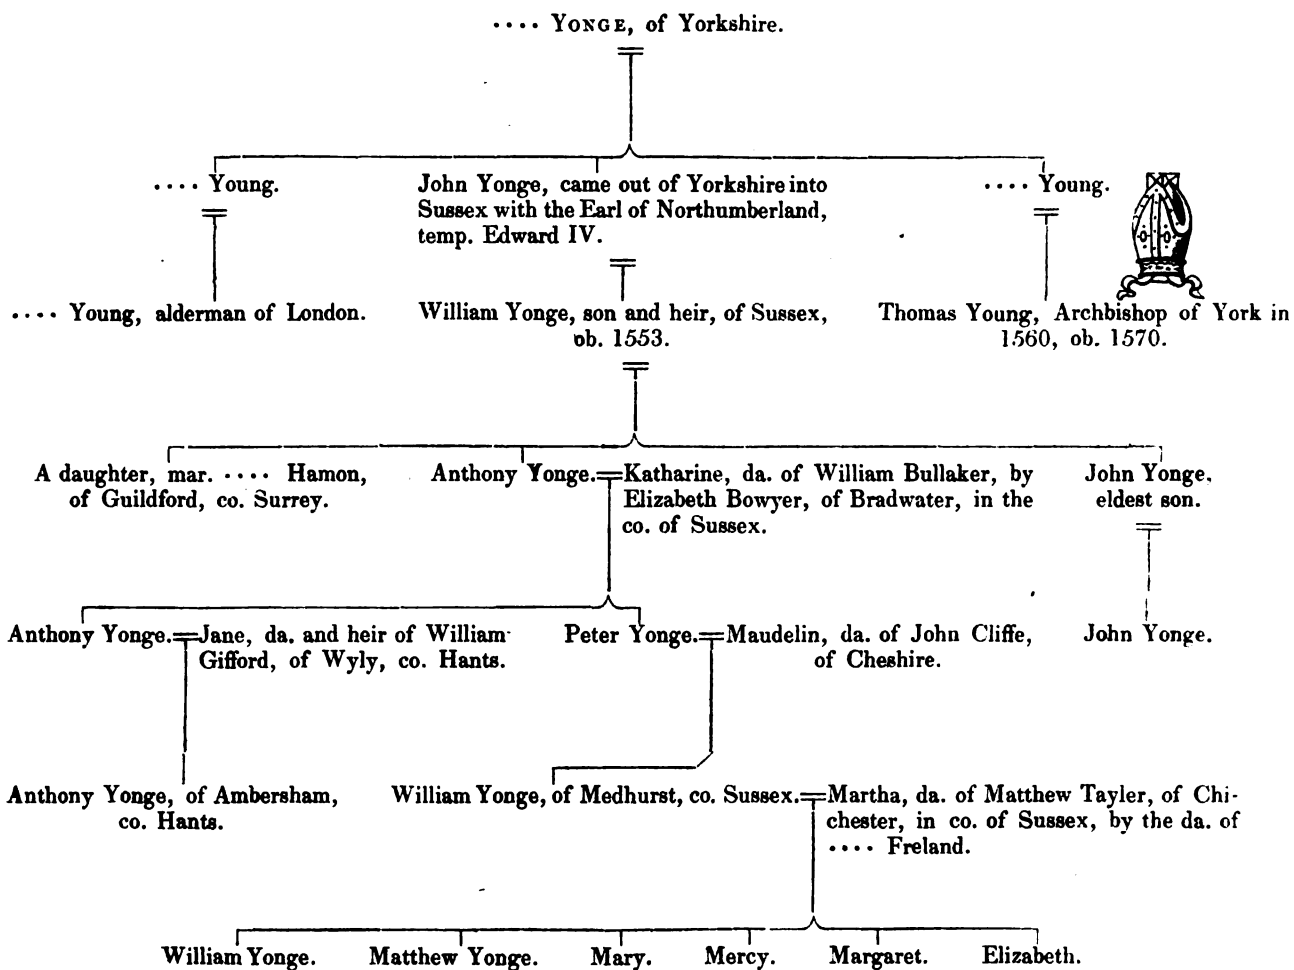 .... YONGE, of Yorkshire.
.... Young.
John Yonge, came out of Yorkshire into
Sussex with the Earl of Northumberland,
temp. Edward IV.
.... Young.
.... Young, alderman of London.
William Yonge, son and heir, of Sussex,
ob. 1553.
Thomas Young, Archbishop of York in
1560, ob. 1570.
A daughter, mar. .... Hamon,
of Guildford, co. Surrey.
Anthony Yonge.=Katharine, da. of William Bullaker, by
Elizabeth Bowyer, of Bradwater, in the
co. of Sussex.
John Yonge.
eldest son.
Anthony Yonge.=Jane, da. and heir of William
Gifford, of Wyly, co. Hants.
Peter Yonge.=Maudelin, da. of John Cliffe,
of Cheshire.
John Yonge.
Anthony Yonge, of Ambersham,
co. Hants.
William Yonge, of Medhurst, co. Sussex.=Martha, da. of Matthew Tayler, of Chi-
chester, in co. of Sussex, by the da. of
.... Freland.
William Yonge. Matthew Yonge. Mary. Mercy. Margaret. Elizabeth.